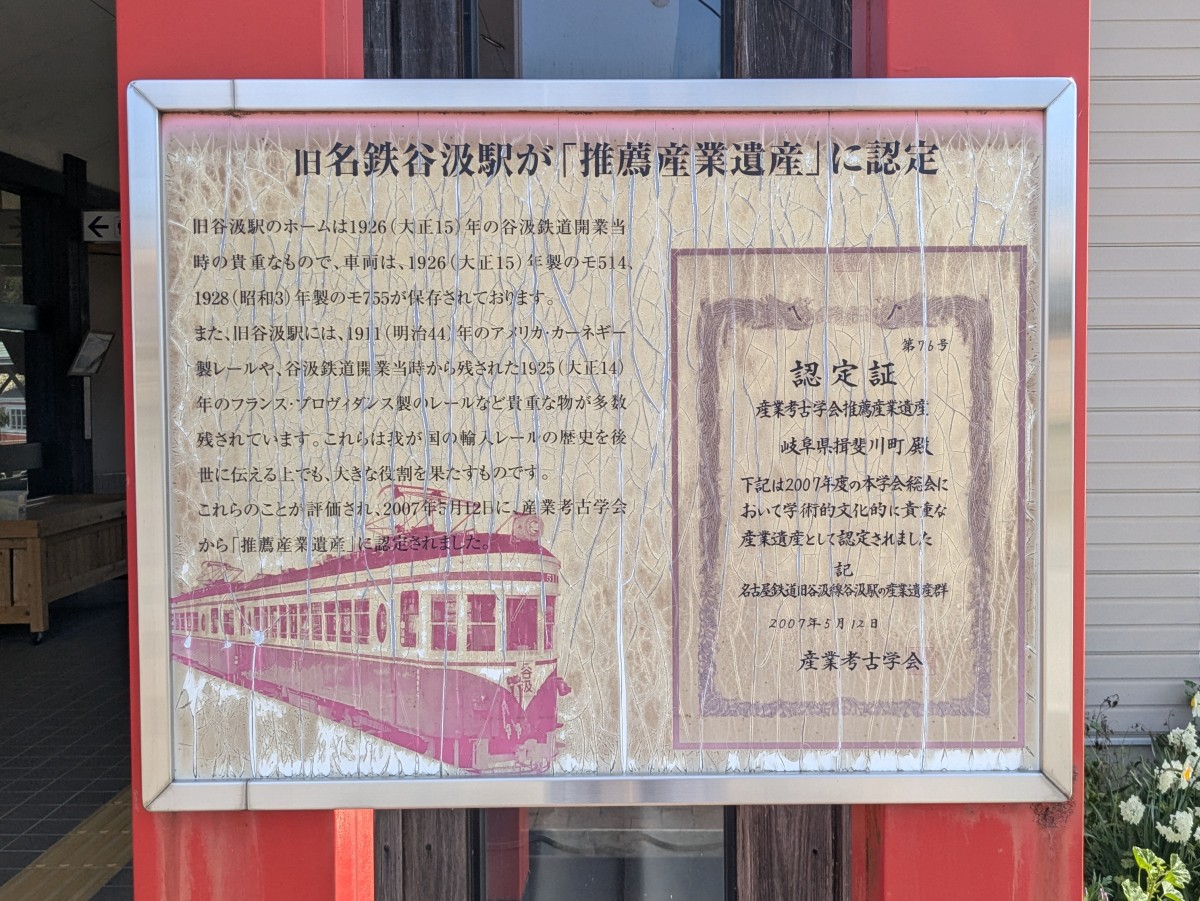 旧名鉄谷汲駅が「推薦産業遺産」に認定
旧谷汲駅のホームは1926（大正15）年の谷汲鉄道開業当
時の貴重なもので、車両は、1926（大正15）年製のモ514、
1928（昭和3）年製のモ755が保存されております。
また、旧谷汲駅には、1911（明治44）年のアメリカ・カーネギー
製レールや、谷汲鉄道開業当時から残された1925（大正14）
年のフランス・プロヴィダンス製のレールなど貴重な物が多数
残されています。これらは我が国の輸入レールの歴史を後
世に伝える上でも、大きな役割を果たすものです。
これらのことが評価され、2007年5月12日に、産業考古学会
から「推薦産業遺産」に認定されました。
第76号
認定証
産業考古学会推薦産業遺産
岐阜県揖斐川町殿
下記は2007年度の本学会総会に
おいて学術的文化的に貴重な
産業遺産として認定されました
記
名古屋鉄道旧谷汲線谷汲駅の産業遺産群
2007年5月12日
産業考古学会
谷汲